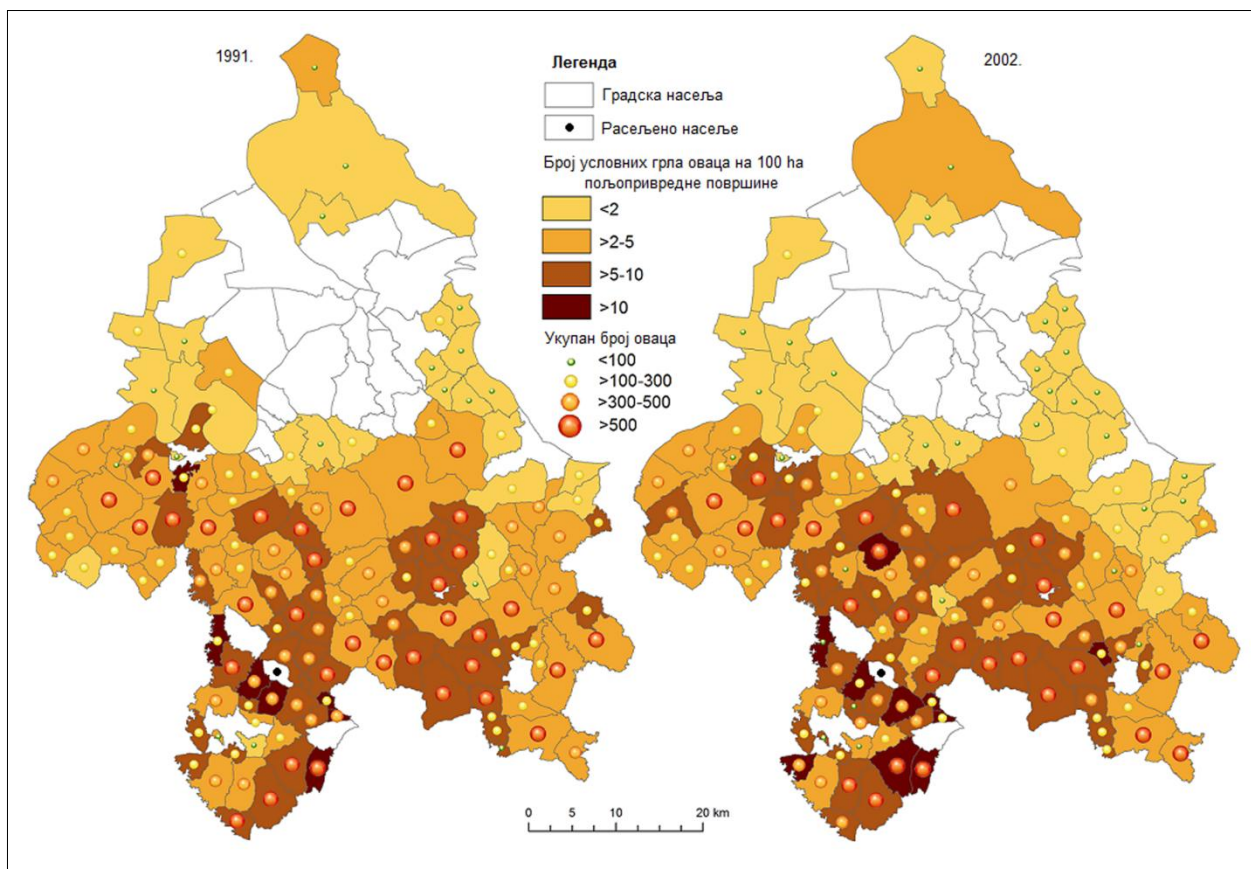 1991.
2002.
Легенда
Градска насеља
Расељено насеље
Број условних грла оваца на 100 ha
пољопривредне површине
<2
>2-5
>5-10
>10
Укупан број оваца
<100
>100-300
>300-500
>500
0 5 10 20 km